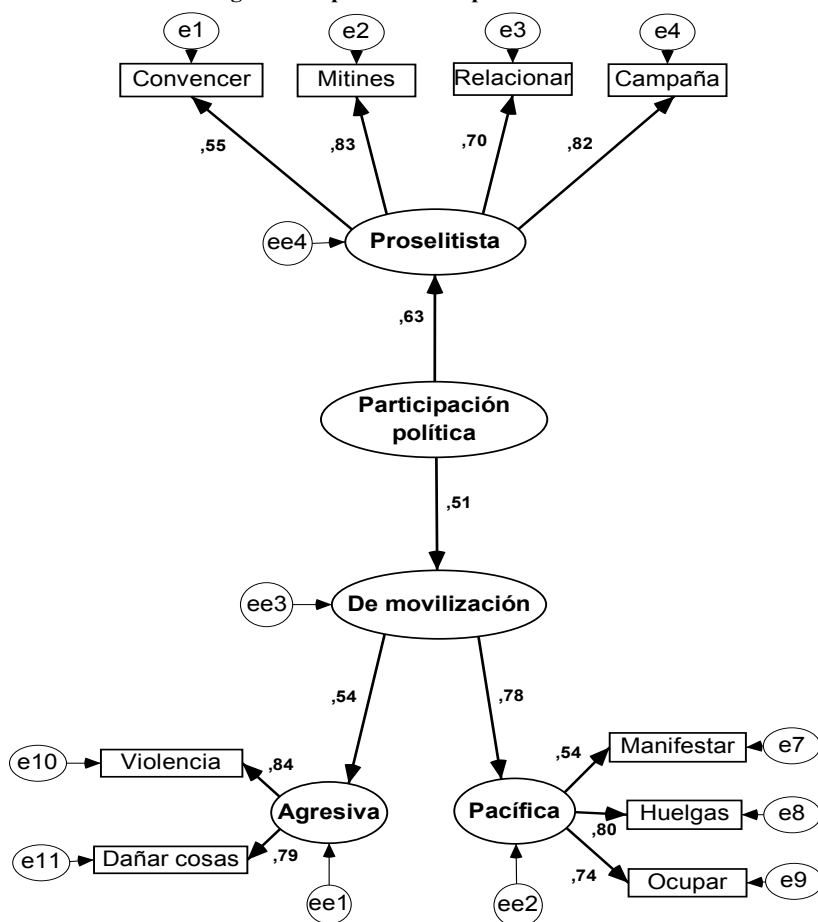 e1
e2
e3
e4
Convencer
Mitines
Relacionar
Campaña
,55
,83
,70
,82
ee4
Proselitista
,63
Participación
política
,51
ee3
De movilización
,54
,78
e10
Violencia
,84
Agresiva
e11
Dañar cosas
,79
ee1
Pacífica
,54
Manifestar
e7
,80
Huelgas
e8
,74
Ocupar
e9
ee2